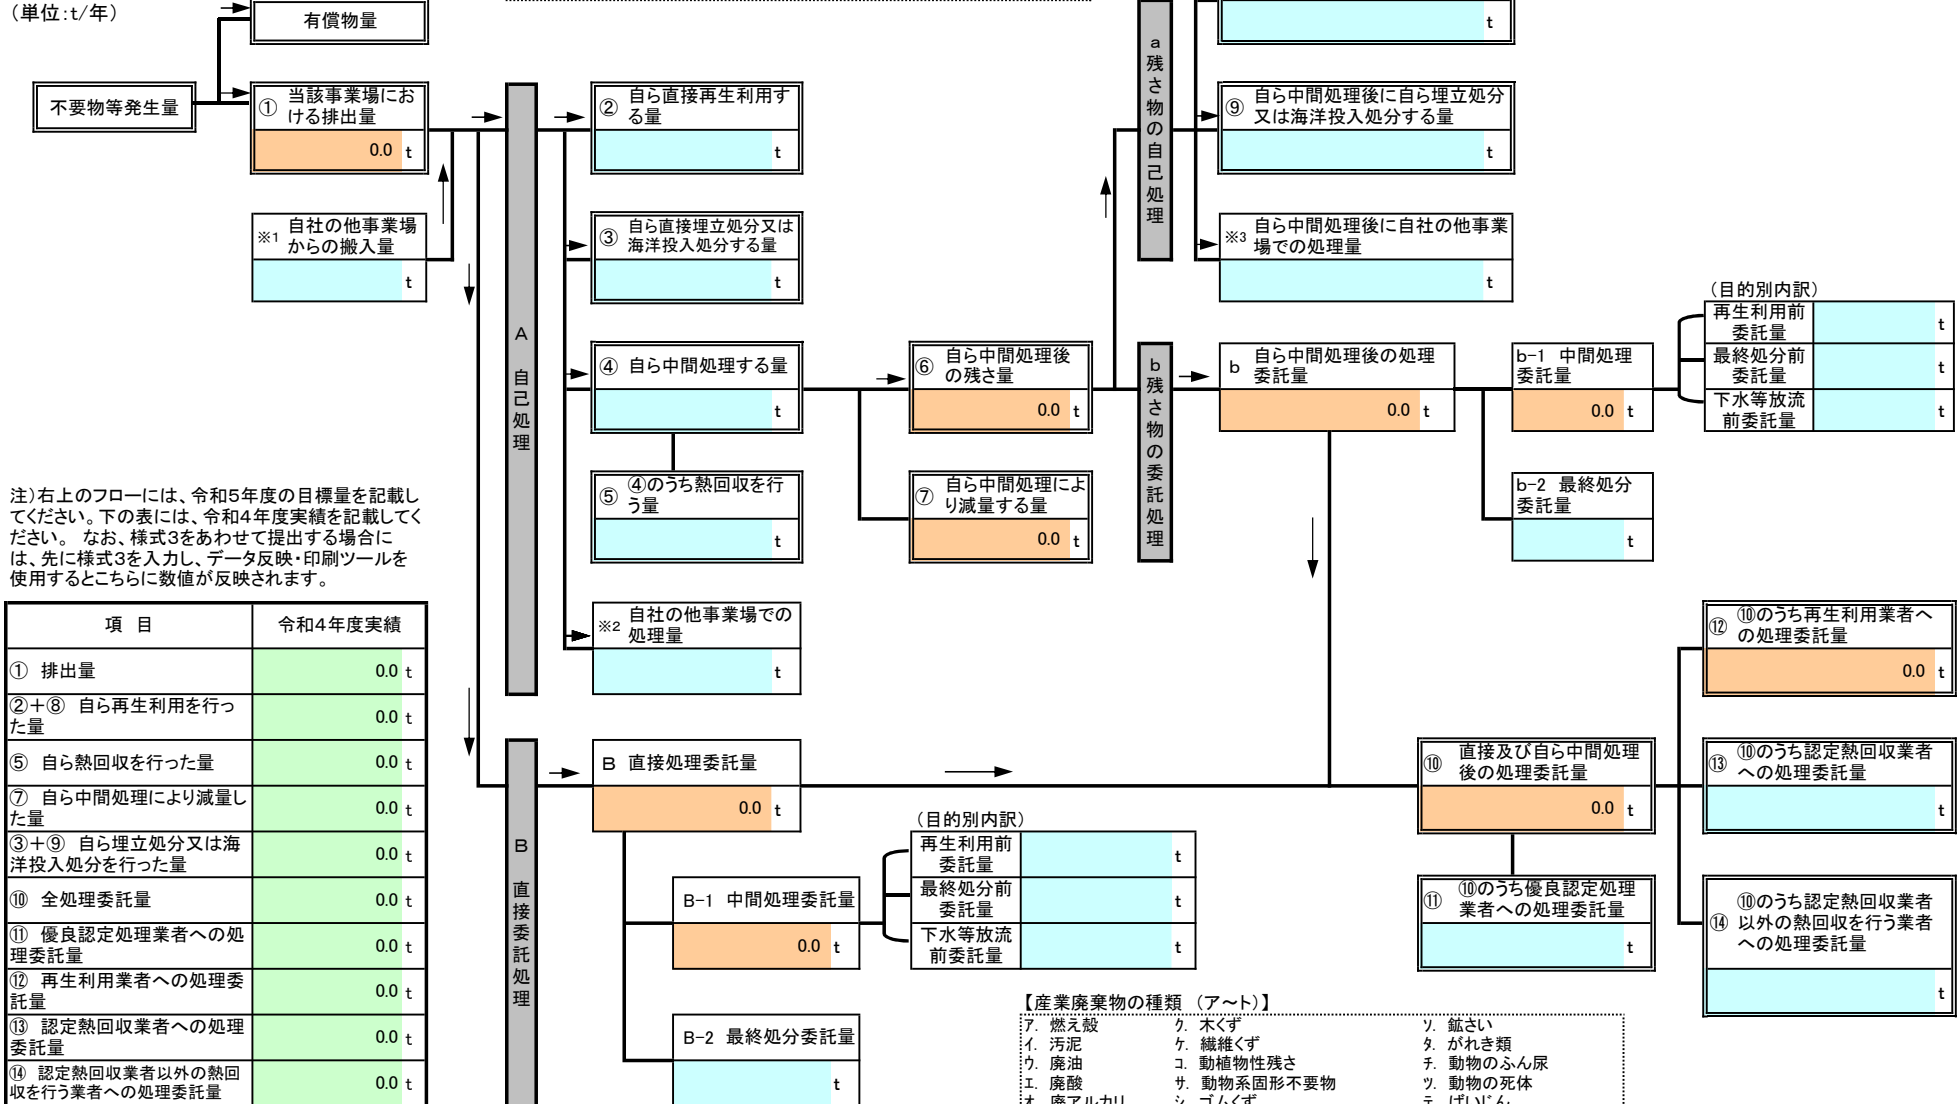 （単位：t/年）
有償物量
t
不要物等発生量
① 当該事業場にお
ける排出量
0.0 t
※1 自社の他事業場
からの搬入量
t
A 自己処理
② 自ら直接再生利用す
る量
t
③ 自ら直接埋立処分又は
海洋投入処分する量
t
④ 自ら中間処理する量
t
⑤ ④のうち熱回収を行
う量
t
※2 自社の他事業場での
処理量
t
⑥ 自ら中間処理後
の残さ量
0.0 t
⑦ 自ら中間処理によ
り減量する量
0.0 t
a 残さ物の自己処理
⑨ 自ら中間処理後に自ら埋立処分
又は海洋投入処分する量
t
※3 自ら中間処理後に自社の他事業
場での処理量
t
b 残さ物の委託処理
b 自ら中間処理後の処理
委託量
0.0 t
b-1 中間処理
委託量
0.0 t
（目的別内訳）
再生利用前
委託量
t
最終処分前
委託量
t
下水等放流
前委託量
t
b-2 最終処分
委託量
t
注）右上のフローには、令和５年度の目標量を記載し
てください。下の表には、令和４年度実績を記載してく
ださい。 なお、様式３をあわせて提出する場合に
は、先に様式３を入力し、データ反映・印刷ツールを
使用するとこちらに数値が反映されます。
項 目 令和４年度実績
① 排出量 0.0 t
②＋⑧ 自ら再生利用を行っ
た量 0.0 t
⑤ 自ら熱回収を行った量 0.0 t
⑦ 自ら中間処理により減量し
た量 0.0 t
③＋⑨ 自ら埋立処分又は海
洋投入処分を行った量 0.0 t
⑩ 全処理委託量 0.0 t
⑪ 優良認定処理業者への処
理委託量 0.0 t
⑫ 再生利用業者への処理委
託量 0.0 t
⑬ 認定熱回収業者への処理
委託量 0.0 t
⑭ 認定熱回収業者以外の熱回
収を行う業者への処理委託量 0.0 t
B 直接委託処理
B 直接処理委託量
0.0 t
B-1 中間処理委託量
0.0 t
（目的別内訳）
再生利用前
委託量
t
最終処分前
委託量
t
下水等放流
前委託量
t
B-2 最終処分委託量
t
⑩ 直接及び自ら中間処理
後の処理委託量
0.0 t
⑪ ⑩のうち優良認定処理
業者への処理委託量
t
⑫ ⑩のうち再生利用業者へ
の処理委託量
0.0 t
⑬ ⑩のうち認定熱回収業者
への処理委託量
t
⑭ ⑩のうち認定熱回収業者
以外の熱回収を行う業者
への処理委託量
t
【産業廃棄物の種類 （ア～ト）】
ア. 燃え殻 ク. 木くず ソ. 鉱さい
イ. 汚泥 ケ. 繊維くず タ. がれき類
ウ. 廃油 コ. 動植物性残さ チ. 動物のふん尿
エ. 廃酸 サ. 動物系固形不要物 ツ. 動物の死体
オ. 廃アルカリ シ. ゴムくず テ. ばいじん